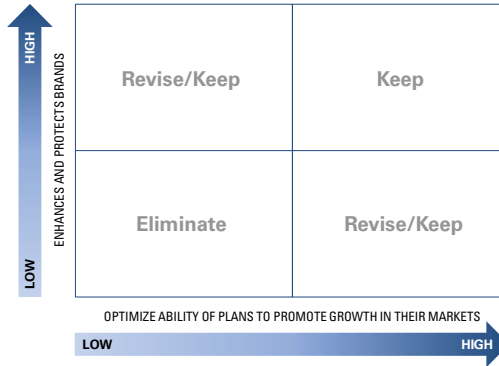 HIGH
ENHANCES AND PROTECTS BRANDS
LOW
Revise/Keep
Keep
Eliminate
Revise/Keep
OPTIMIZE ABILITY OF PLANS TO PROMOTE GROWTH IN THEIR MARKETS
LOW
HIGH